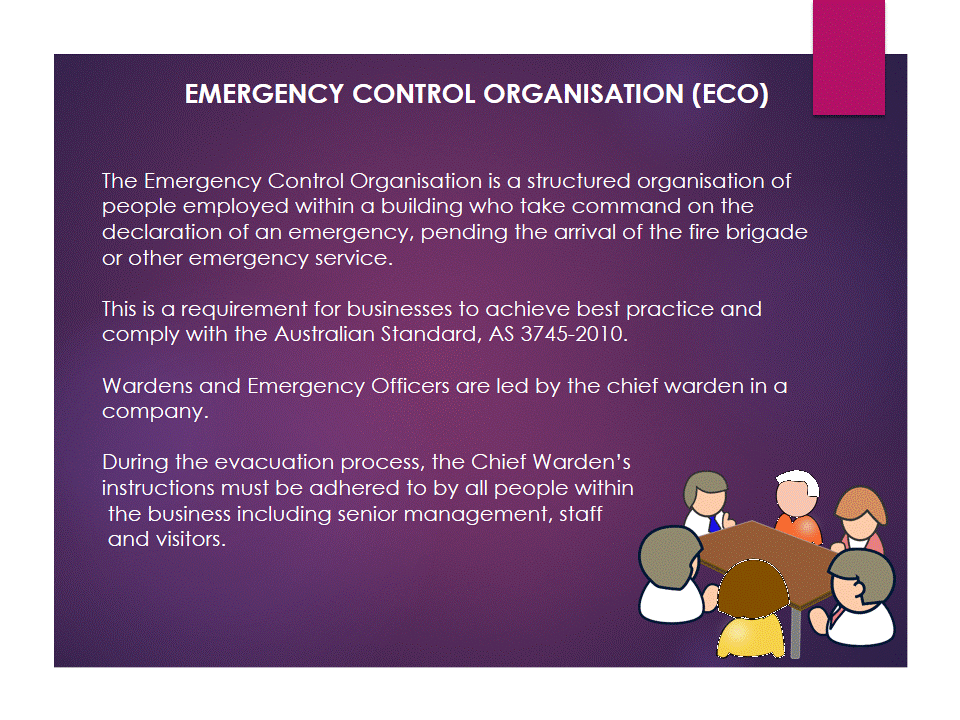 EMERGENCY CONTROL ORGANISATION (ECO)
The Emergency Control Organisation is a structured organisation of
people employed within a building who take command on the
declaration of an emergency, pending the arrival of the fire brigade
or other emergency service.
This is a requirement for businesses to achieve best practice and
comply with the Australian Standard, AS 3745-2010.
Wardens and Emergency Officers are led by the chief warden in a
company.
During the evacuation process, the Chief Warden’s
instructions must be adhered to by all people within
the business including senior management, staff
and visitors.